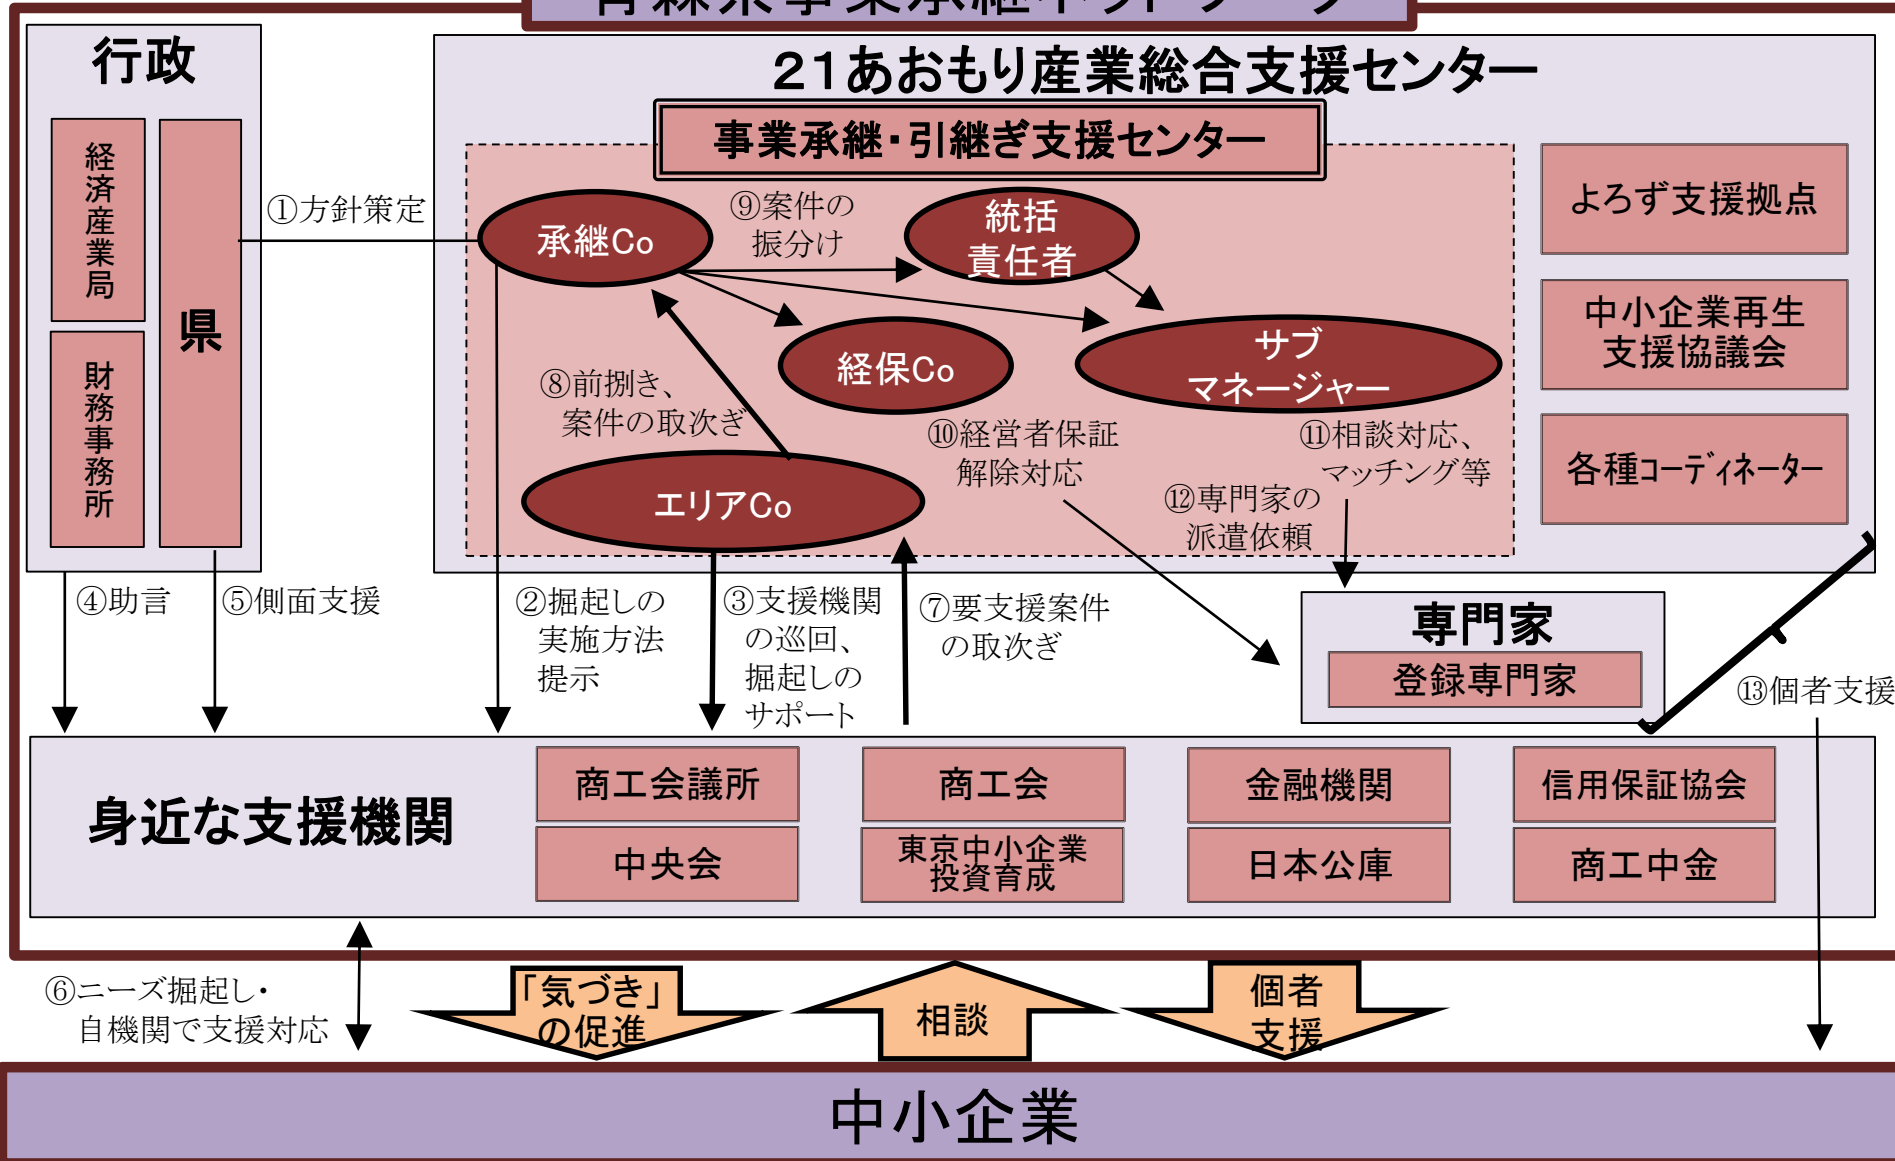 青森県事業承継ネットワーク
行政
経済産業局
財務事務所
県
21あおもり産業総合支援センター
事業承継・引継ぎ支援センター
①方針策定
承継Co
⑨案件の
振分け
統括
責任者
経保Co
サブ
マネージャー
⑧前捌き、
案件の取次ぎ
エリアCo
⑩経営者保証
解除対応
⑪相談対応、
マッチング等
⑫専門家の
派遣依頼
よろず支援拠点
中小企業再生
支援協議会
各種コーディネーター
④助言
⑤側面支援
②掘起しの
実施方法
提示
③支援機関
の巡回、
掘起しの
サポート
⑦要支援案件
の取次ぎ
専門家
登録専門家
⑬個者支援
身近な支援機関
商工会議所
商工会
金融機関
信用保証協会
中央会
東京中小企業
投資育成
日本公庫
商工中金
⑥ニーズ掘起し・
自機関で支援対応
「気づき」
の促進
相談
個者
支援
中小企業